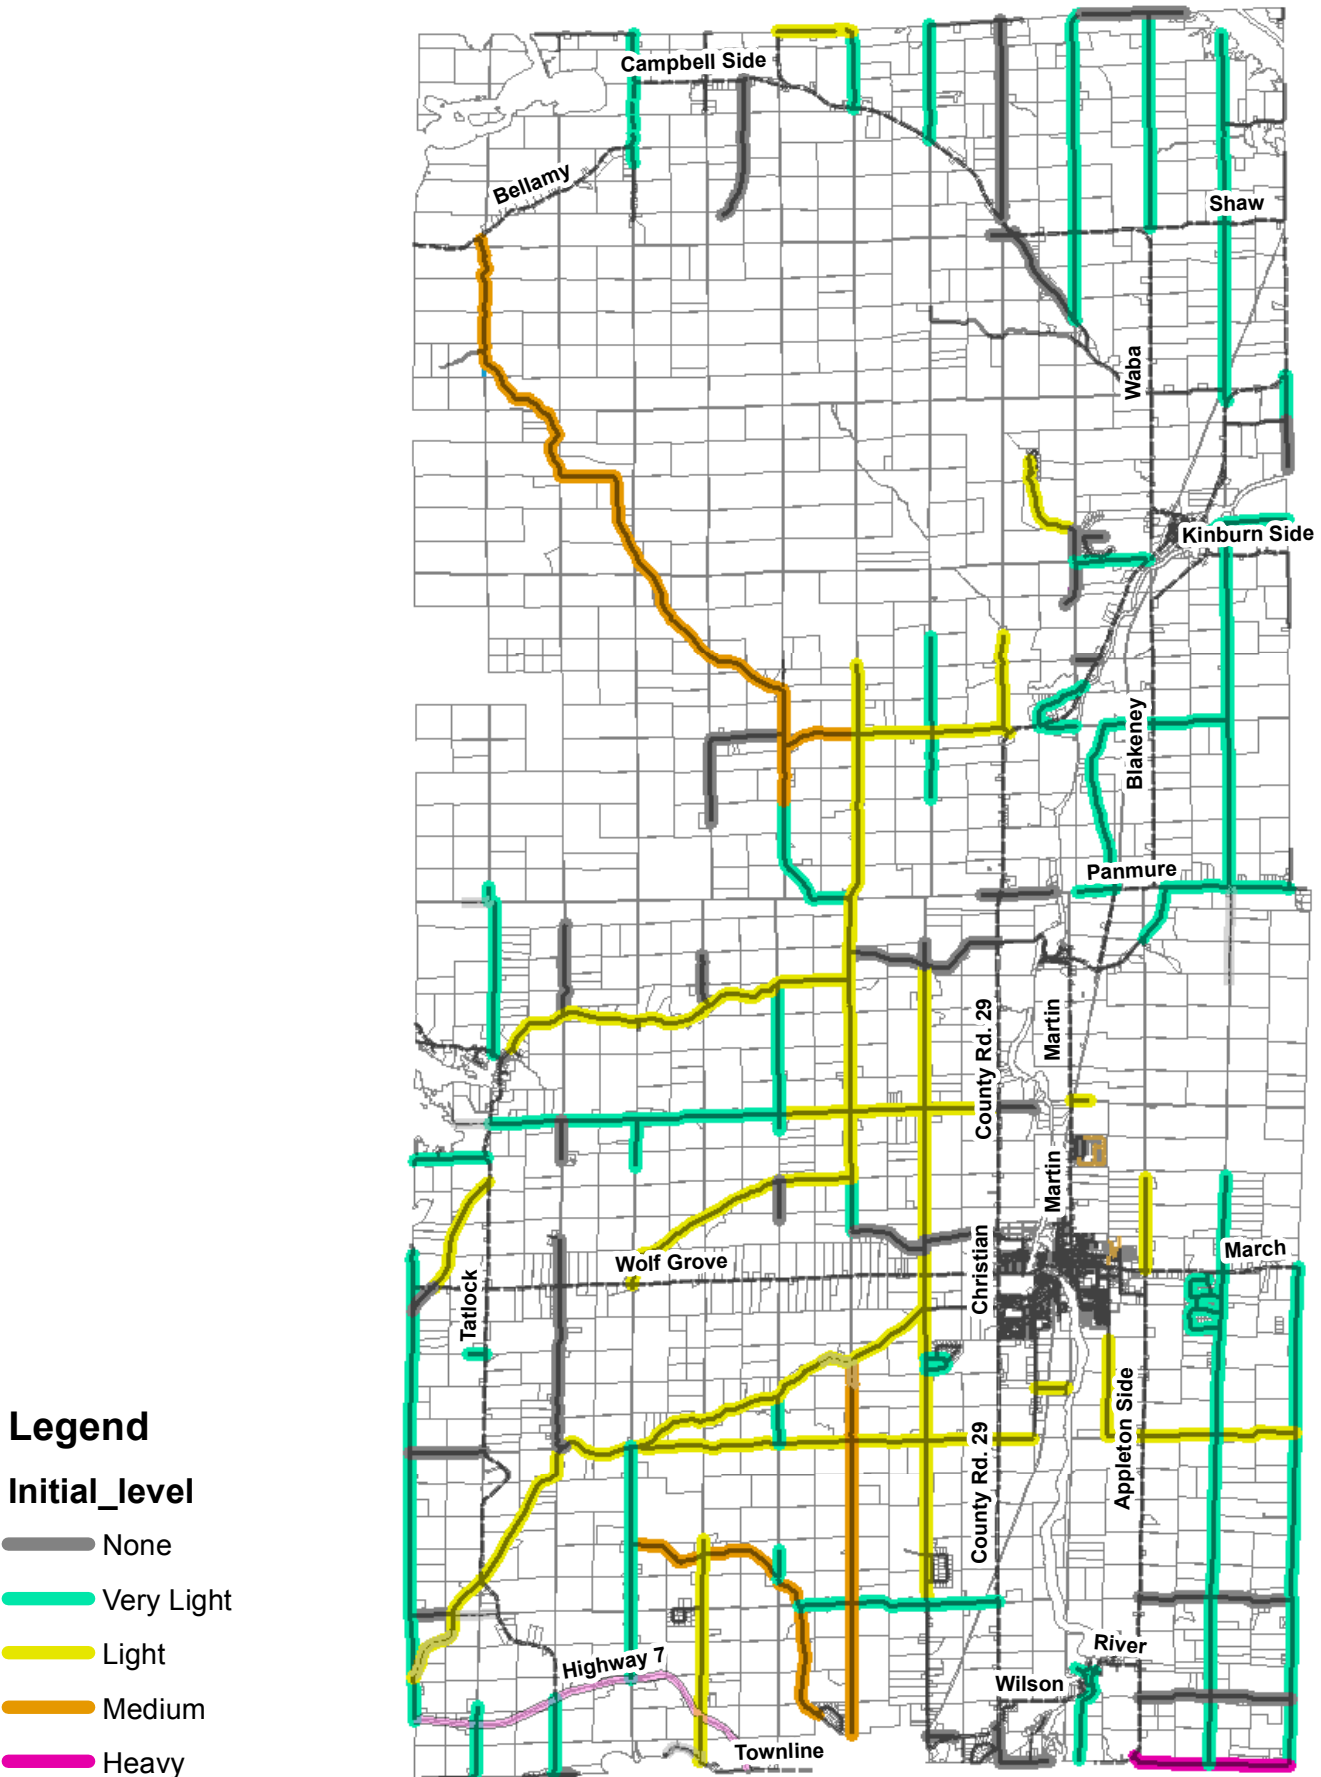 Campbell Side
Bellamy
Shaw
Waba
Kinburn Side
Blakeney
Panmure
County Rd. 29
Martin
Martin
Christian
Wolf Grove
March
Tatlock
Appleton Side
County Rd. 29
Highway 7
River
Wilson
Townline
Legend
Initial_level
None
Very Light
Light
Medium
Heavy